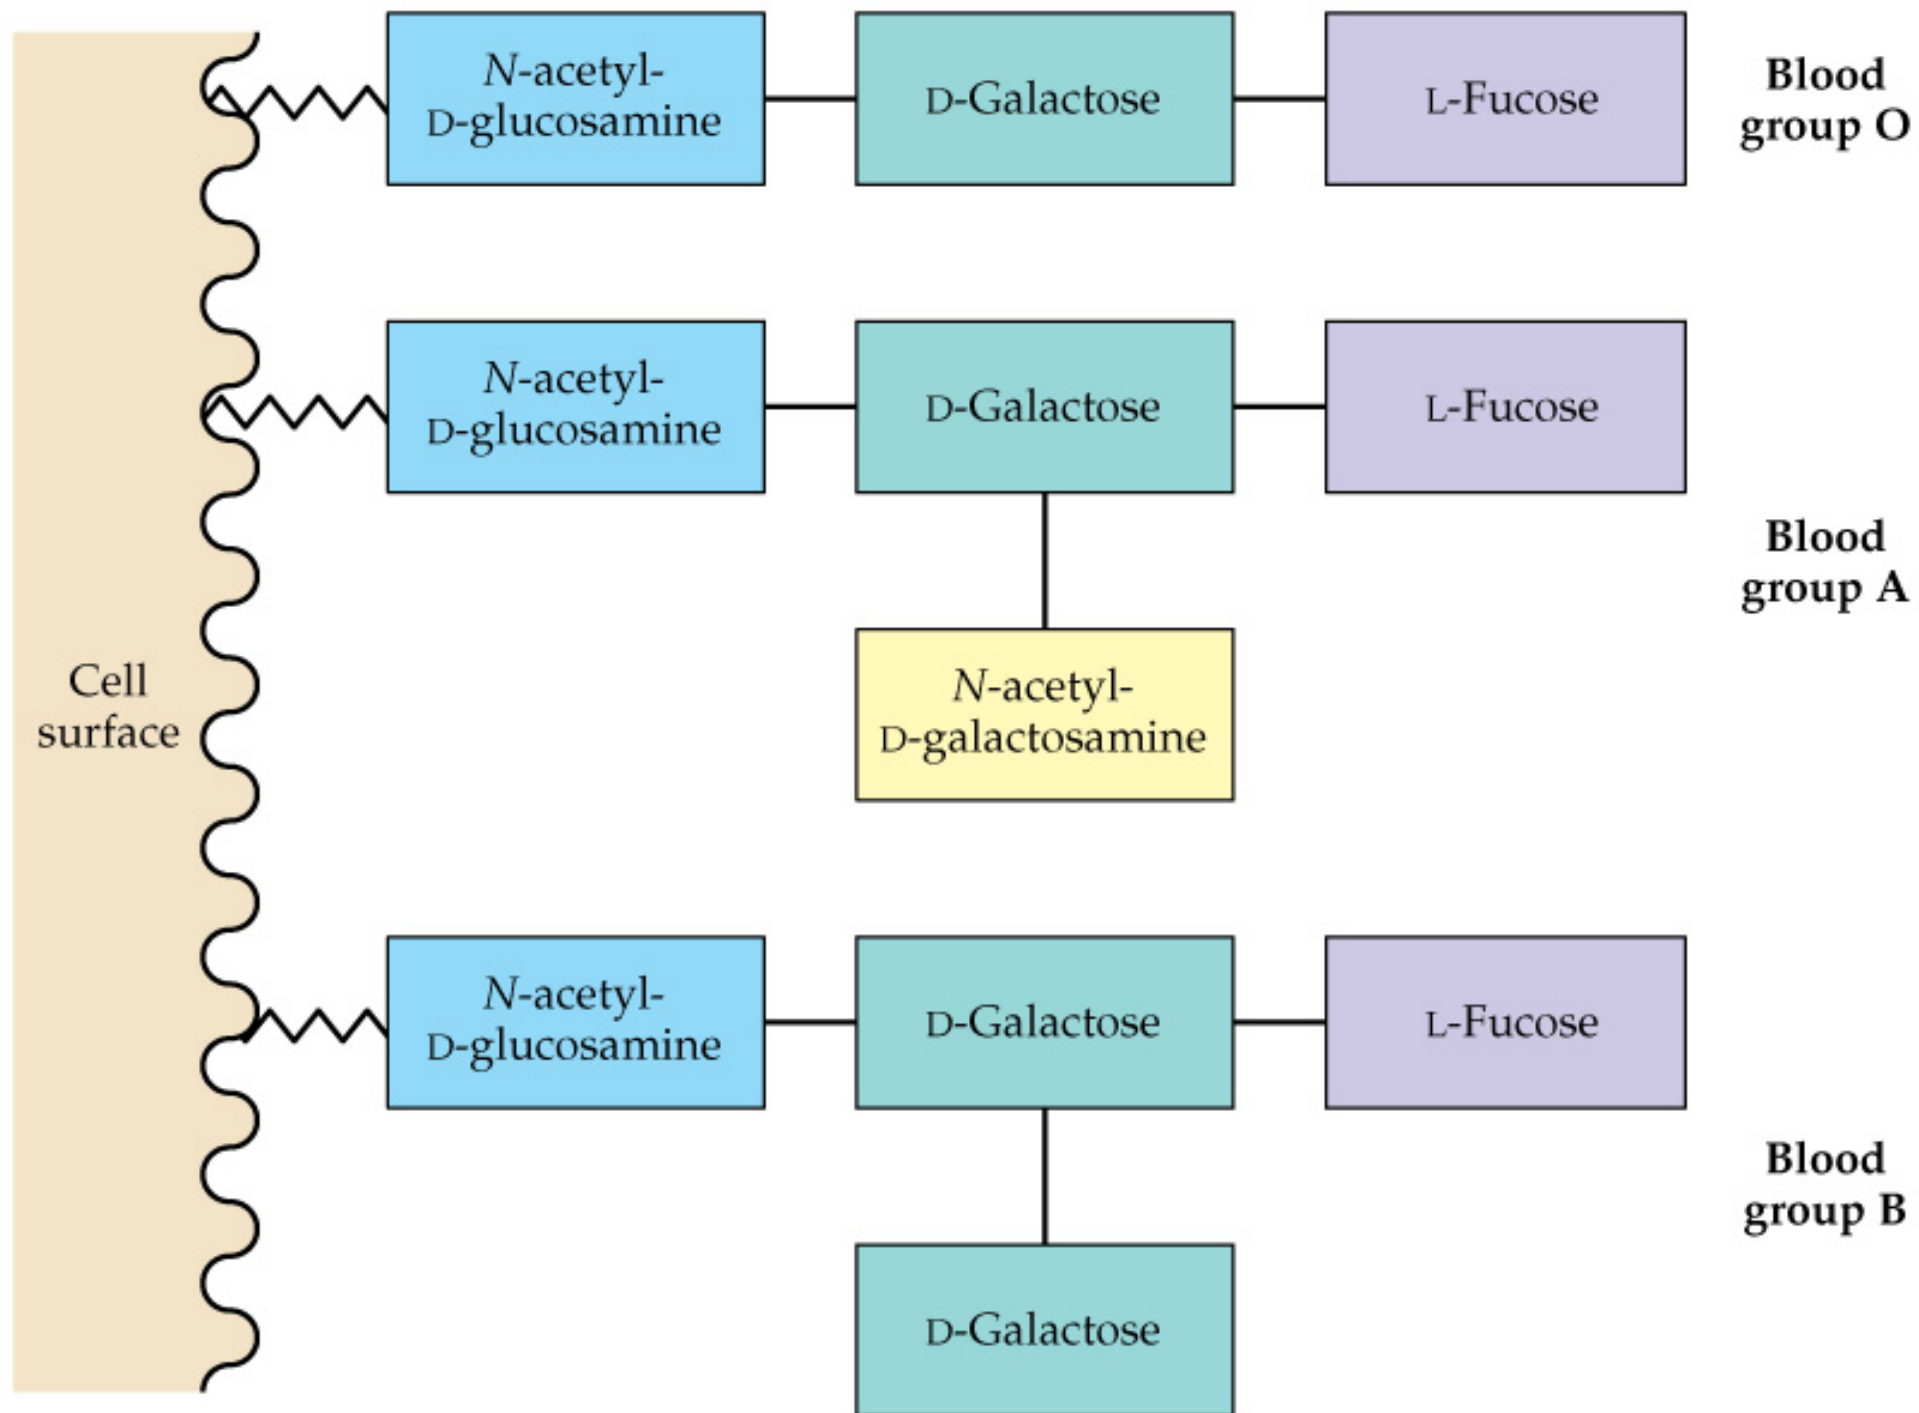 N-acetyl-
D-glucosamine
D-Galactose
L-Fucose
Blood
group O
N-acetyl-
D-glucosamine
D-Galactose
L-Fucose
Blood
group A
N-acetyl-
D-galactosamine
Cell
surface
N-acetyl-
D-glucosamine
D-Galactose
L-Fucose
Blood
group B
D-Galactose